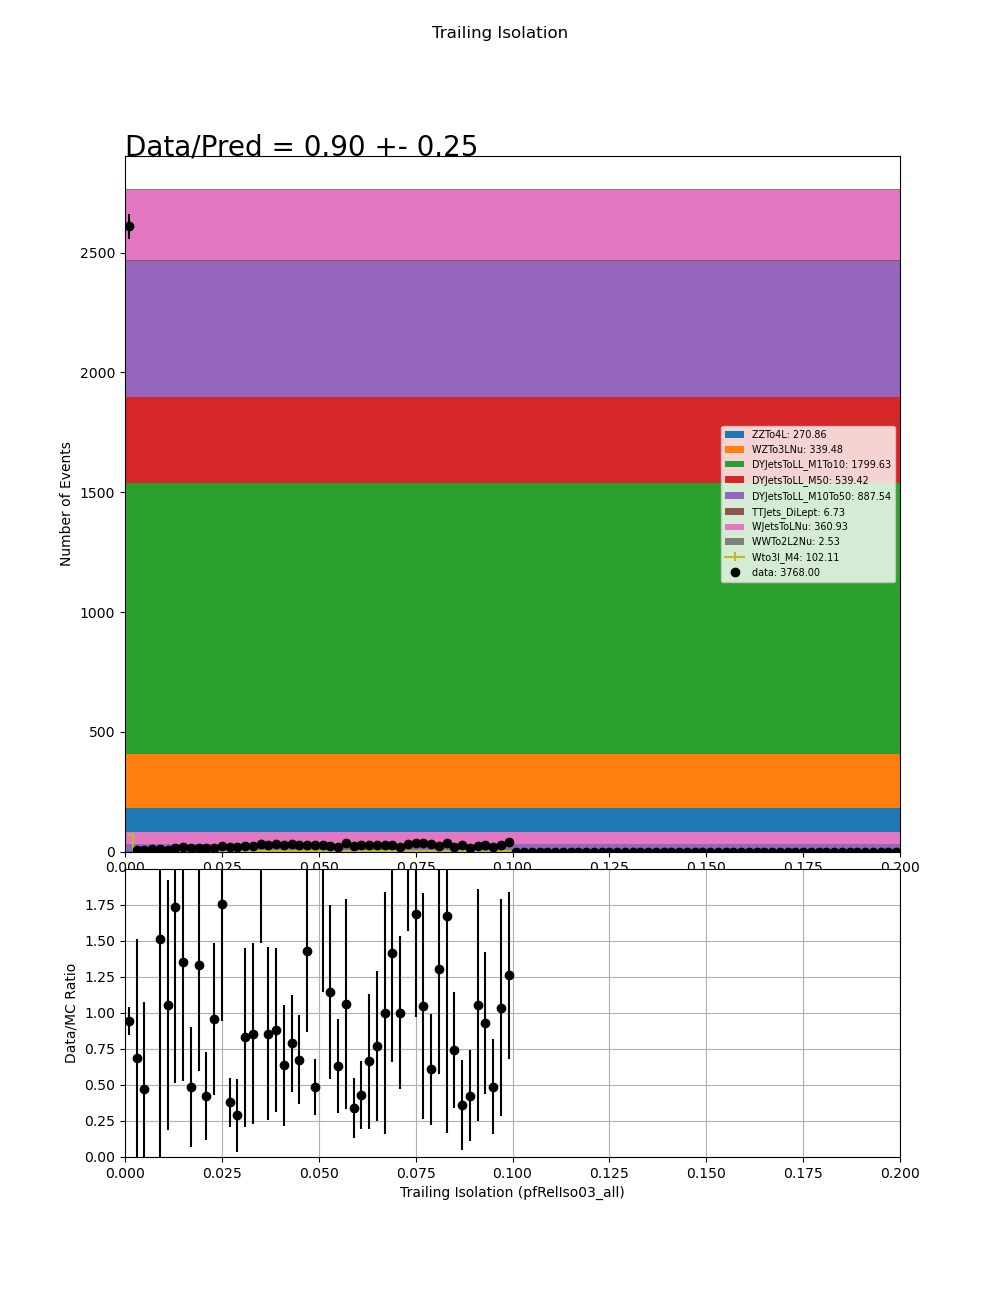 Trailing Isolation
Data/Pred = 0.90 +- 0.25
2500
2000
1500
1000
500
0
Number of Events
ZZTo4L: 270.86
WZTo3LNu: 339.48
DYJetsToLL_M1To10: 1799.63
DYJetsToLL_M50: 539.42
DYJetsToLL_M10To50: 887.54
TTJets_DiLept: 6.73
WJetsToLNu: 360.93
WWTo2L2Nu: 2.53
Wto3l_M4: 102.11
data: 3768.00
0.000 0.025 0.050 0.075 0.100 0.125 0.150 0.175 0.200
1.75
1.50
1.25
1.00
0.75
0.50
0.25
0.00
Data/MC Ratio
0.000 0.025 0.050 0.075 0.100 0.125 0.150 0.175 0.200
Trailing Isolation (pfRelIso03_all)